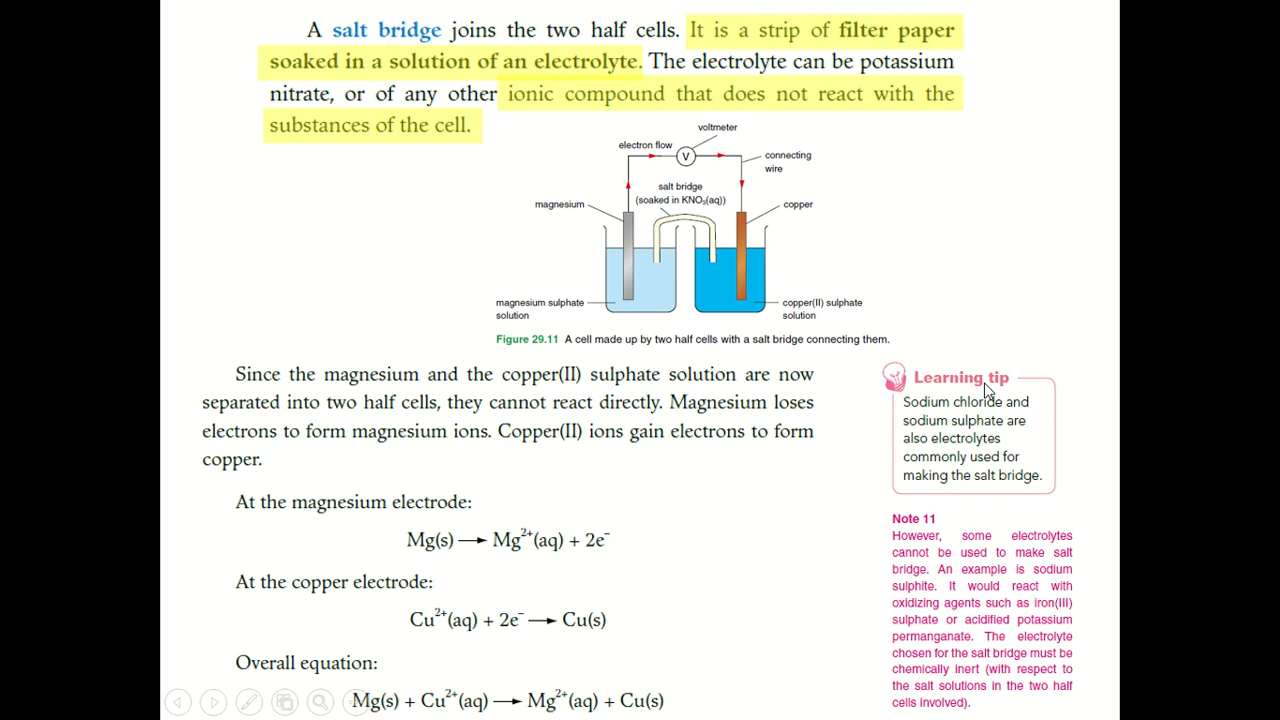 A salt bridge joins the two half cells. It is a strip of filter paper
soaked in a solution of an electrolyte. The electrolyte can be potassium
nitrate, or of any other ionic compound that does not react with the
substances of the cell.
voltmeter
electron flow
V
connecting
wire
salt bridge
(soaked in KNO₃(aq))
magnesium
copper
magnesium sulphate
solution
copper(II) sulphate
solution
Figure 29.11 A cell made up by two half cells with a salt bridge connecting them.
Since the magnesium and the copper(II) sulphate solution are now
separated into two half cells, they cannot react directly. Magnesium loses
electrons to form magnesium ions. Copper(II) ions gain electrons to form
copper.
At the magnesium electrode:
Mg(s) ⟶ Mg²⁺(aq) + 2e⁻
At the copper electrode:
Cu²⁺(aq) + 2e⁻ ⟶ Cu(s)
Overall equation:
Mg(s) + Cu²⁺(aq) ⟶ Mg²⁺(aq) + Cu(s)
Learning tip
Sodium chloride and
sodium sulphate are
also electrolytes
commonly used for
making the salt bridge.
Note 11
However, some electrolytes
cannot be used to make salt
bridge. An example is sodium
sulphite. It would react with
oxidizing agents such as iron(III)
sulphate or acidified potassium
permanganate. The electrolyte
chosen for the salt bridge must be
chemically inert (with respect to
the salt solutions in the two half
cells involved).